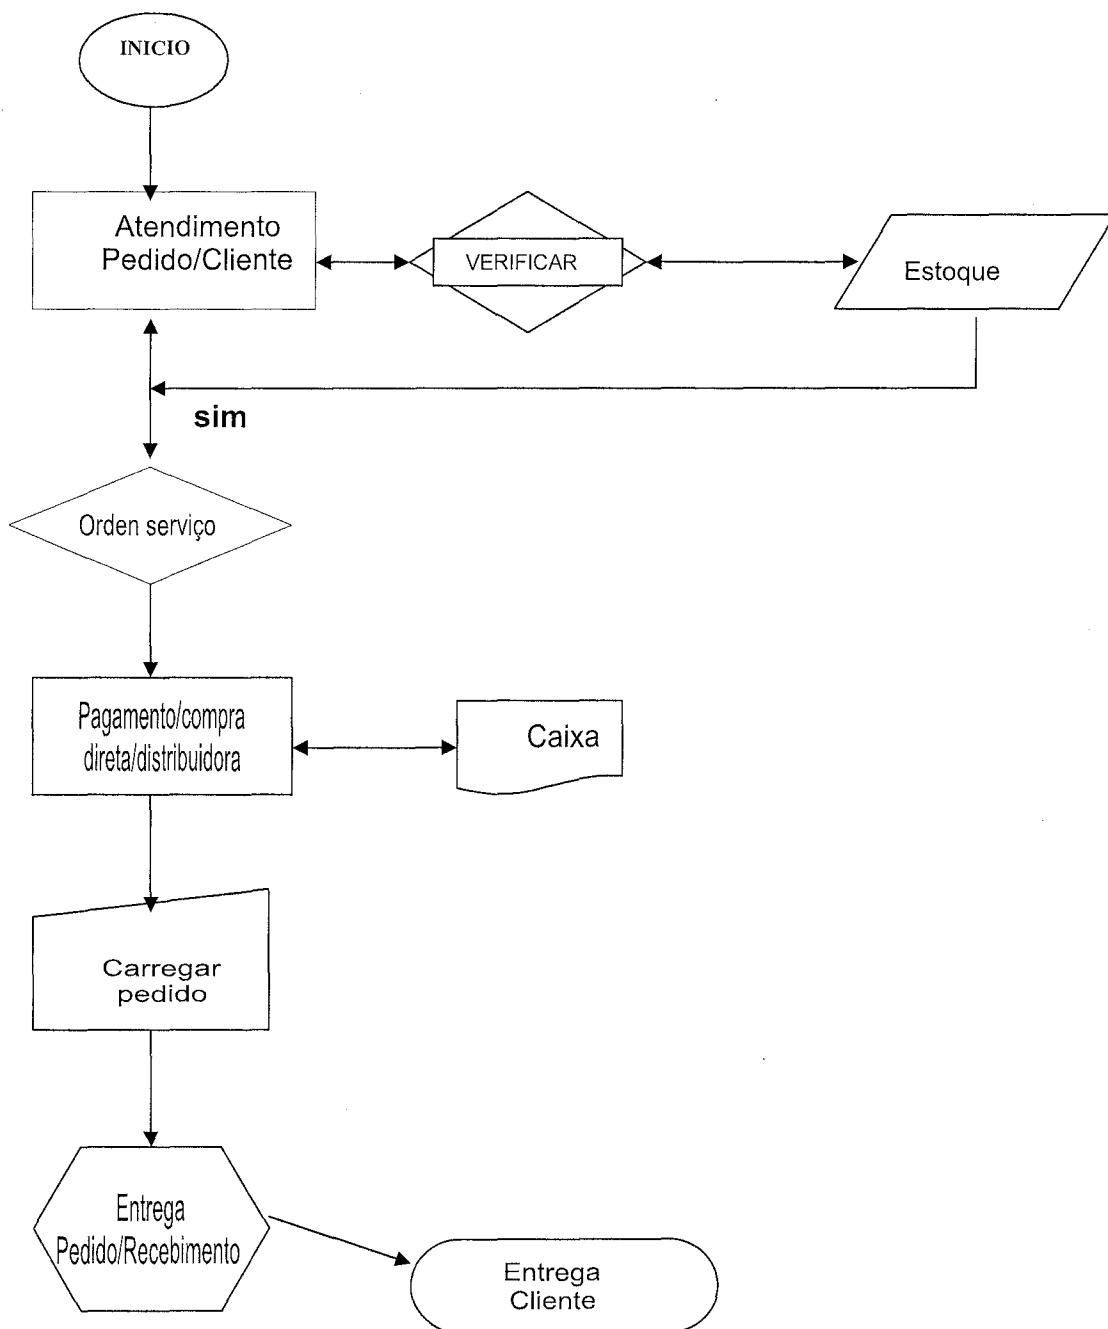 INICIO
Atendimento
Pedido/Cliente
VERIFICAR
Estoque
sim
Orden serviço
Pagamento/compra
direta/distribuidora
Caixa
Carregar
pedido
Entrega
Pedido/Recebimento
Entrega
Cliente